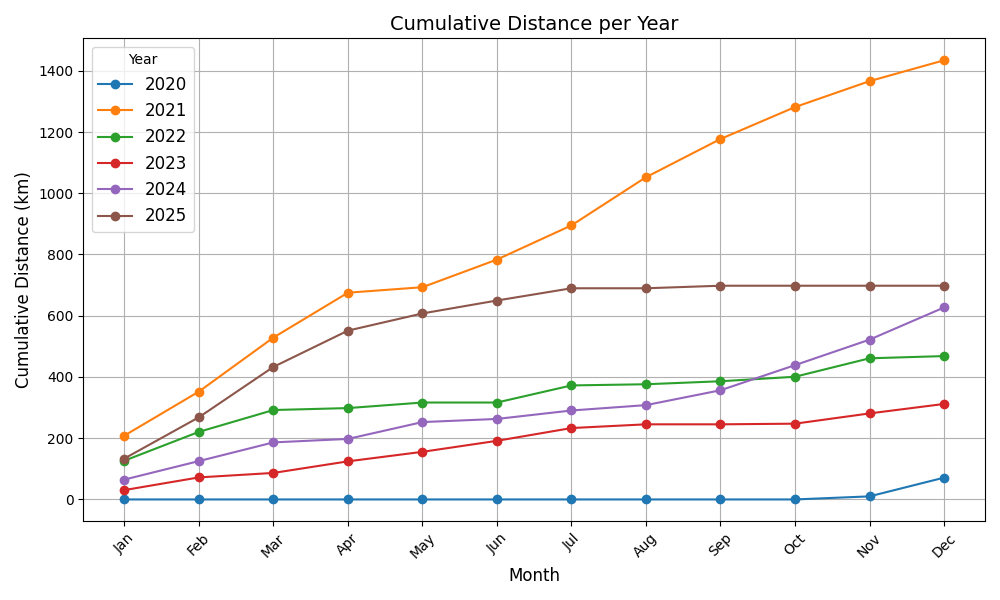 Cumulative Distance per Year
Cumulative Distance (km)
1400
1200
1000
800
600
400
200
0
Year
2020
2021
2022
2023
2024
2025
Jan
Feb
Mar
Apr
May
Jun
Jul
Aug
Sep
Oct
Nov
Dec
Month